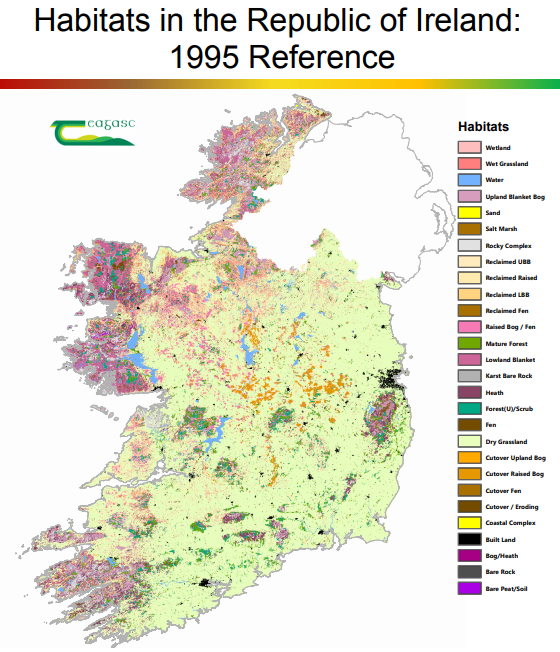 Habitats in the Republic of Ireland:
1995 Reference
eagasc
Habitats
Wetland
Wet Grassland
Water
Upland Blanket Bog
Sand
Salt Marsh
Rocky Complex
Reclaimed UBB
Reclaimed Raised
Reclaimed LBB
Reclaimed Fen
Raised Bog / Fen
Mature Forest
Lowland Blanket
Karst Bare Rock
Heath
Forest(U)/Scrub
Fen
Dry Grassland
Cutover Upland Bog
Cutover Raised Bog
Cutover Fen
Cutover / Eroding
Coastal Complex
Built Land
Bog/Heath
Bare Rock
Bare Peat/Soil